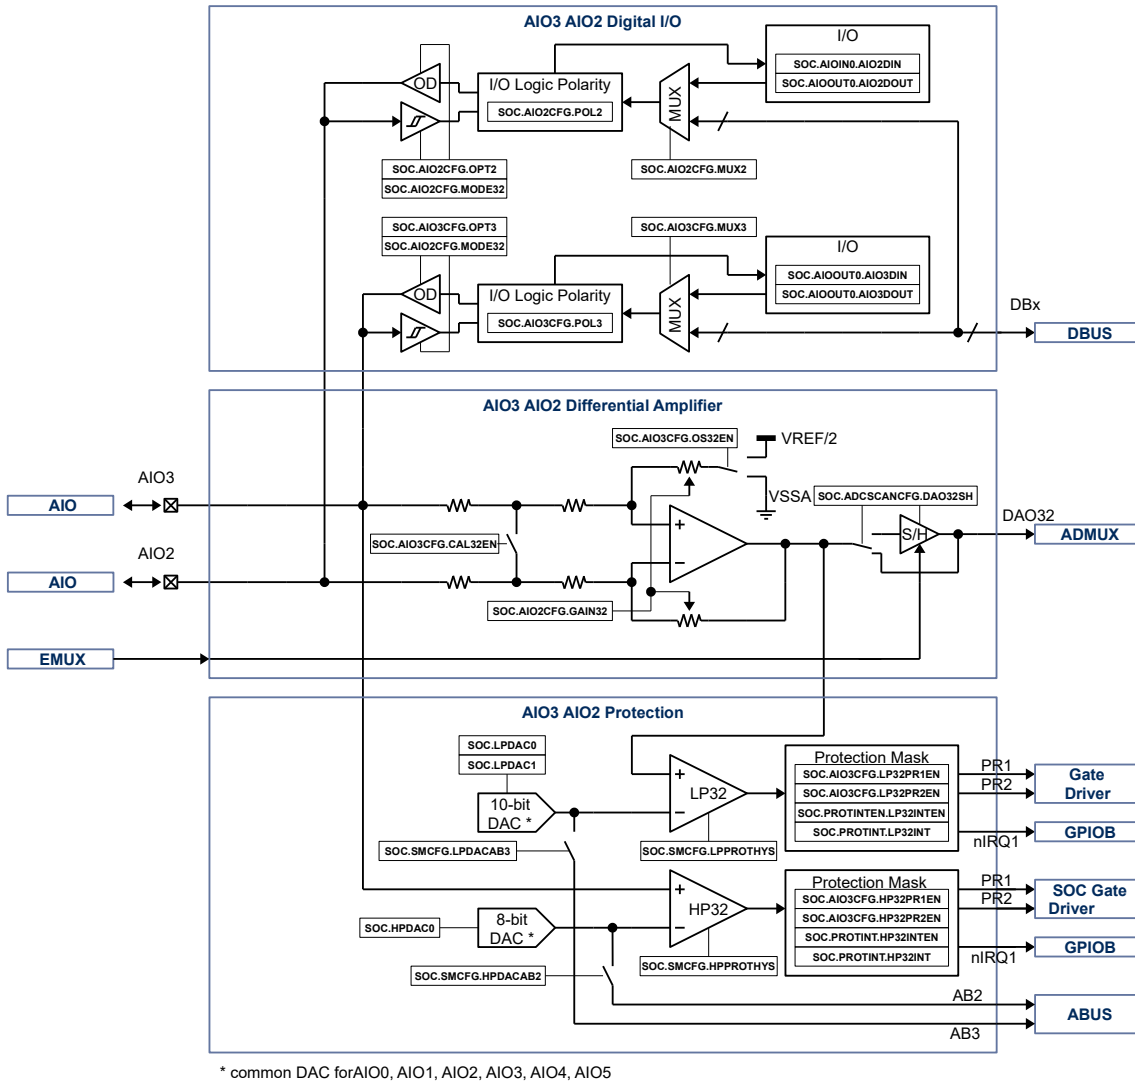 AIO3 AIO2 Digital I/O
I/O
SOC.AIOIN0.AIO2DIN
SOC.AIOOUT0.AIO2DOUT
OD
I/O Logic Polarity
SOC.AIO2CFG.POL2
MUX
SOC.AIO2CFG.OPT2
SOC.AIO2CFG.MODE32
SOC.AIO2CFG.MUX2
SOC.AIO3CFG.OPT3
SOC.AIO2CFG.MODE32
SOC.AIO3CFG.MUX3
I/O
SOC.AIOOUT0.AIO3DIN
SOC.AIOOUT0.AIO3DOUT
OD
I/O Logic Polarity
SOC.AIO3CFG.POL3
MUX
DBx
DBUS
AIO3 AIO2 Differential Amplifier
SOC.AIO3CFG.OS32EN
VREF/2
VSSA
SOC.ADCSCANCFG.DAO32SH
AIO3
AIO
+
S/H
DAO32
ADMUX
SOC.AIO3CFG.CAL32EN
AIO2
AIO
−
SOC.AIO2CFG.GAIN32
EMUX
AIO3 AIO2 Protection
SOC.LPDAC0
SOC.LPDAC1
10-bit
DAC *
+
LP32
−
Protection Mask
SOC.AIO3CFG.LP32PR1EN
SOC.AIO3CFG.LP32PR2EN
SOC.PROTINTEN.LP32INTEN
SOC.PROTINT.LP32INT
PR1
PR2
nIRQ1
Gate
Driver
GPIOB
SOC.SMCFG.LPDACAB3
SOC.SMCFG.LPPROTHYS
SOC.HPDAC0
8-bit
DAC *
+
HP32
−
Protection Mask
SOC.AIO3CFG.HP32PR1EN
SOC.AIO3CFG.HP32PR2EN
SOC.PROTINT.HP32INTEN
SOC.PROTINT.HP32INT
PR1
PR2
nIRQ1
SOC Gate
Driver
GPIOB
SOC.SMCFG.HPDACAB2
SOC.SMCFG.HPPROTHYS
AB2
AB3
ABUS
* common DAC forAIO0, AIO1, AIO2, AIO3, AIO4, AIO5